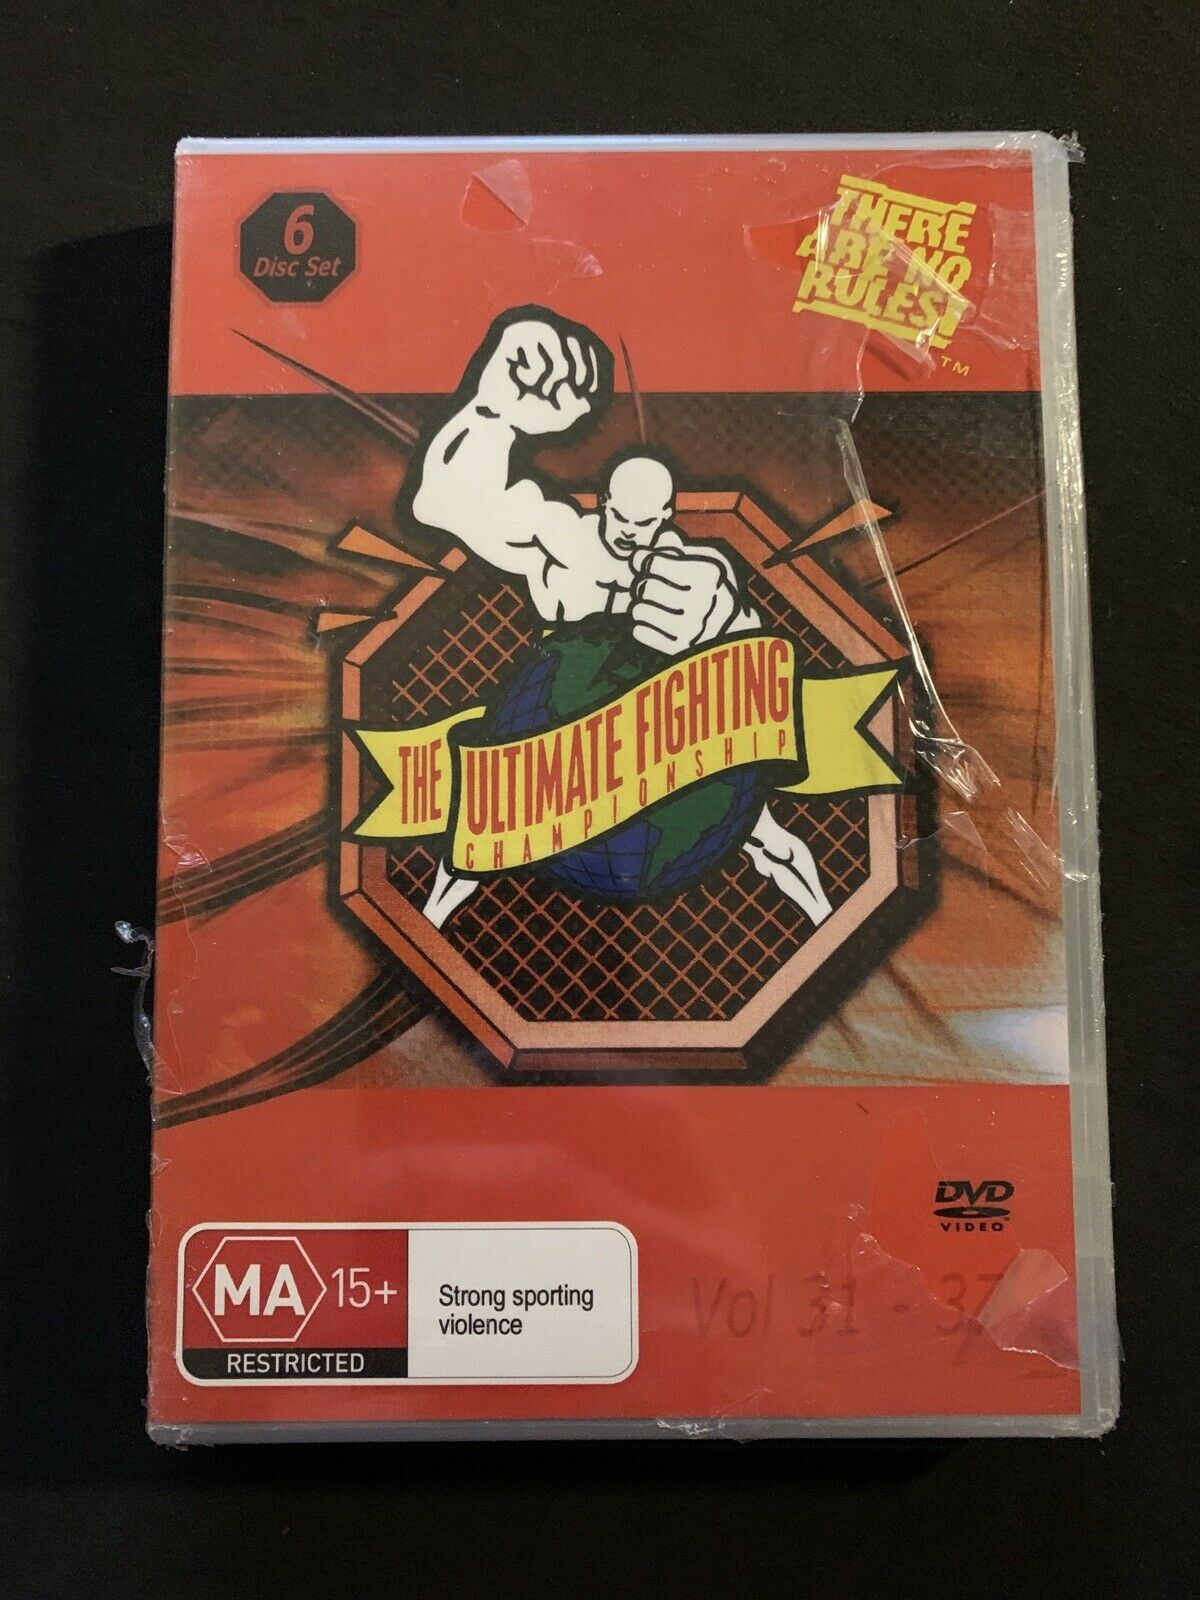 6
Disc Set
THERE
ARE NO
RULES!
TM
THE ULTIMATE FIGHTING
CHAMPIONSHIP
DVD
VIDEO
MA 15+
RESTRICTED
Strong sporting
violence
Vol 31 - 37